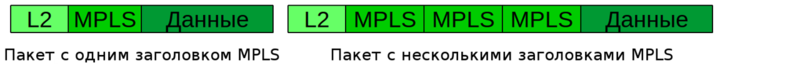 L2 MPLS Данные L2 MPLS MPLS MPLS Данные
Пакет с одним заголовком MPLS Пакет с несколькими заголовками MPLS